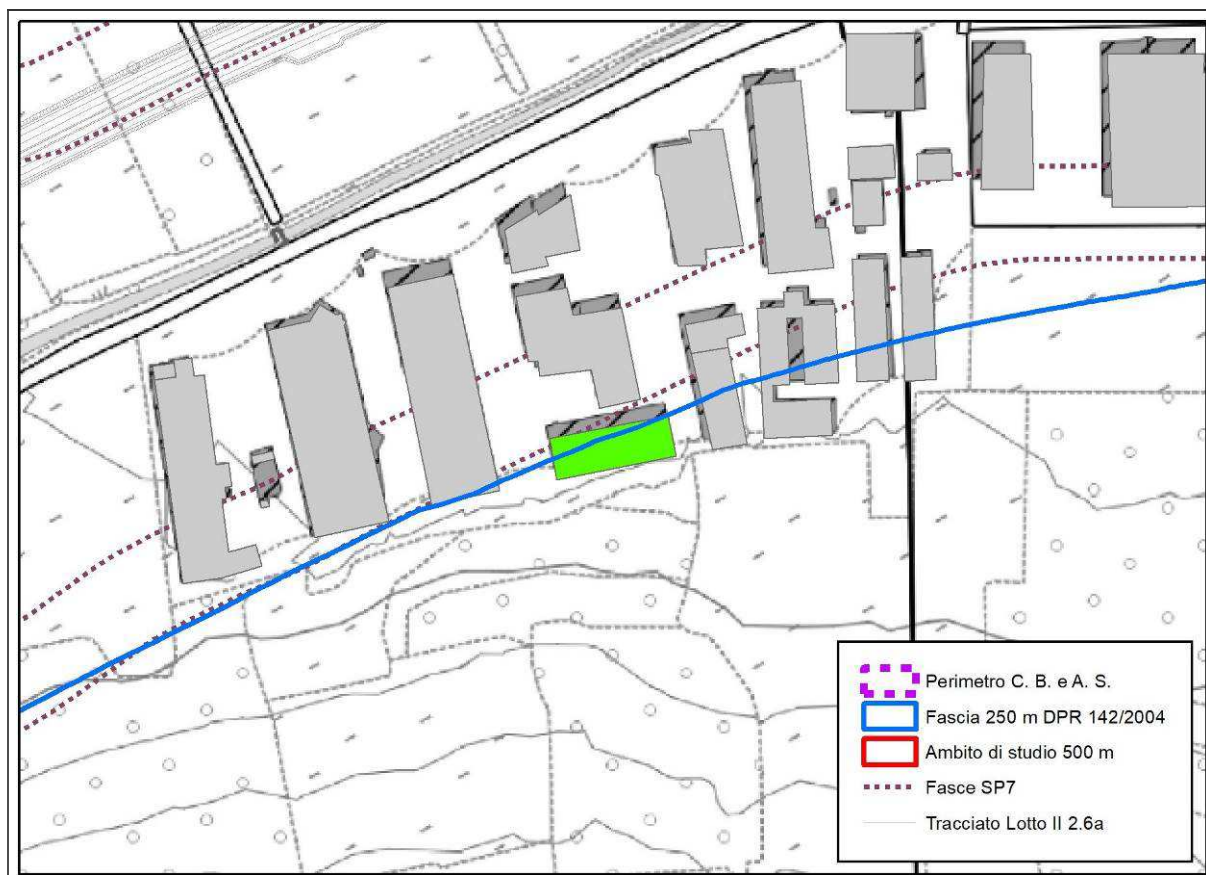 Perimetro C. B. e A. S.
Fascia 250 m DPR 142/2004
Ambito di studio 500 m
Fasce SP7
Tracciato Lotto II 2.6a